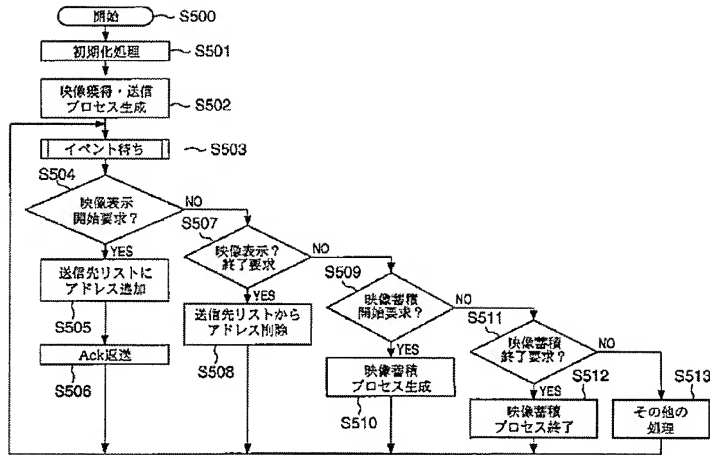 開始
S500
初期化処理
S501
映像獲得・送信
プロセス生成
S502
イベント待ち
S503
S504
映像表示
開始要求?
NO
YES
送信先リストに
アドレス追加
S505
Ack返送
S506
S507
映像表示?
終了要求
NO
YES
送信先リストから
アドレス削除
S508
S509
映像蓄積
開始要求?
NO
YES
映像蓄積
プロセス生成
S510
S511
映像蓄積
終了要求?
NO
YES
S512
映像蓄積
プロセス終了
S513
その他の
処理